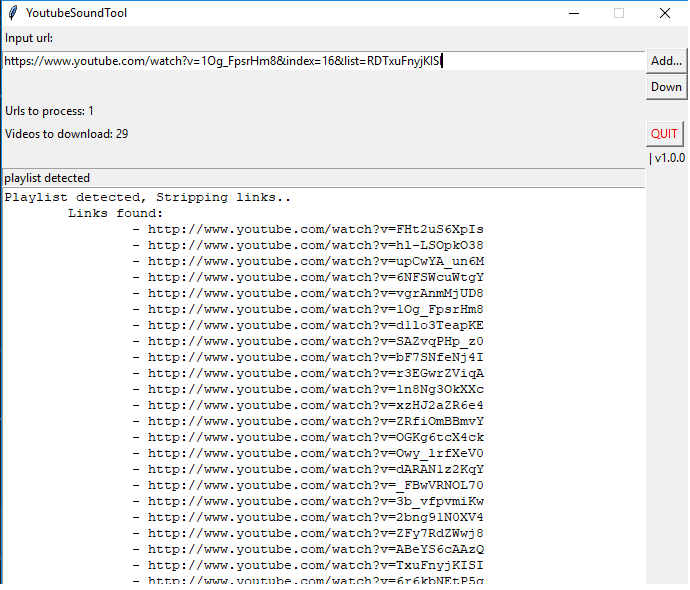 YoutubeSoundTool
Input url:
https://www.youtube.com/watch?v=1Og_FpsrHm8&index=16&list=RDTxuFnyjKISI
Add...
Down
Urls to process: 1
Videos to download: 29
QUIT
| v1.0.0
playlist detected
Playlist detected, Stripping links..
Links found:
- http://www.youtube.com/watch?v=FHt2uS6XpIs
- http://www.youtube.com/watch?v=hl-LSOpkO38
- http://www.youtube.com/watch?v=upCwYA_un6M
- http://www.youtube.com/watch?v=6NFSWcuWtgY
- http://www.youtube.com/watch?v=vgrAnmMjUD8
- http://www.youtube.com/watch?v=1Og_FpsrHm8
- http://www.youtube.com/watch?v=d1lo3TeapKE
- http://www.youtube.com/watch?v=SAZvqPHp_z0
- http://www.youtube.com/watch?v=bF7SNfeNj4I
- http://www.youtube.com/watch?v=r3EGwrZViqA
- http://www.youtube.com/watch?v=ln8Ng3OkXXc
- http://www.youtube.com/watch?v=xzHJ2aZR6e4
- http://www.youtube.com/watch?v=ZRfiOmBBmvY
- http://www.youtube.com/watch?v=OGKg6tcX4ck
- http://www.youtube.com/watch?v=Owy_lrfXeV0
- http://www.youtube.com/watch?v=dARAN1z2KqY
- http://www.youtube.com/watch?v=_FBwVRNOL70
- http://www.youtube.com/watch?v=3b_vfpvmiKw
- http://www.youtube.com/watch?v=2bng9lN0XV4
- http://www.youtube.com/watch?v=ZFy7RdZWwj8
- http://www.youtube.com/watch?v=ABeYS6cAAzQ
- http://www.youtube.com/watch?v=TxuFnyjKISI
- http://www.youtube.com/watch?v=6r6kbNEtP5g